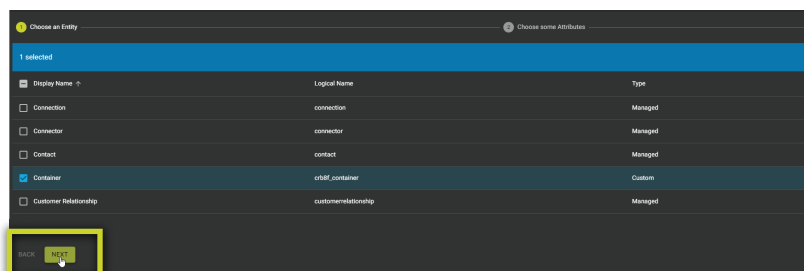 1 Choose an Entity 2 Choose some Attributes
1 selected
Display Name ↑ Logical Name Type
Connection connection Managed
Connector connector Managed
Contact contact Managed
Container crb8f_container Custom
Customer Relationship customerrelationship Managed
BACK NEXT